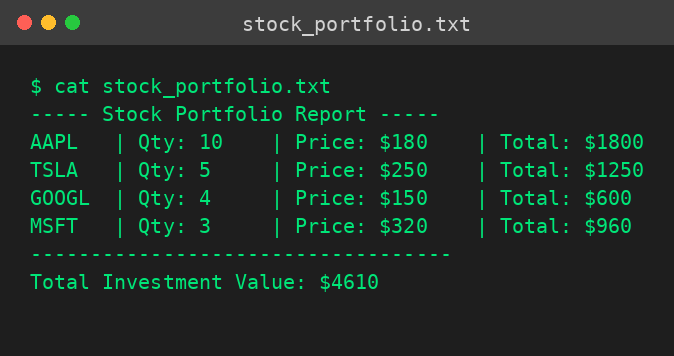 stock_portfolio.txt
$ cat stock_portfolio.txt
----- Stock Portfolio Report -----
AAPL   | Qty: 10    | Price: $180    | Total: $1800
TSLA   | Qty: 5     | Price: $250    | Total: $1250
GOOGL  | Qty: 4     | Price: $150    | Total: $600
MSFT   | Qty: 3     | Price: $320    | Total: $960
-----------------------------------
Total Investment Value: $4610